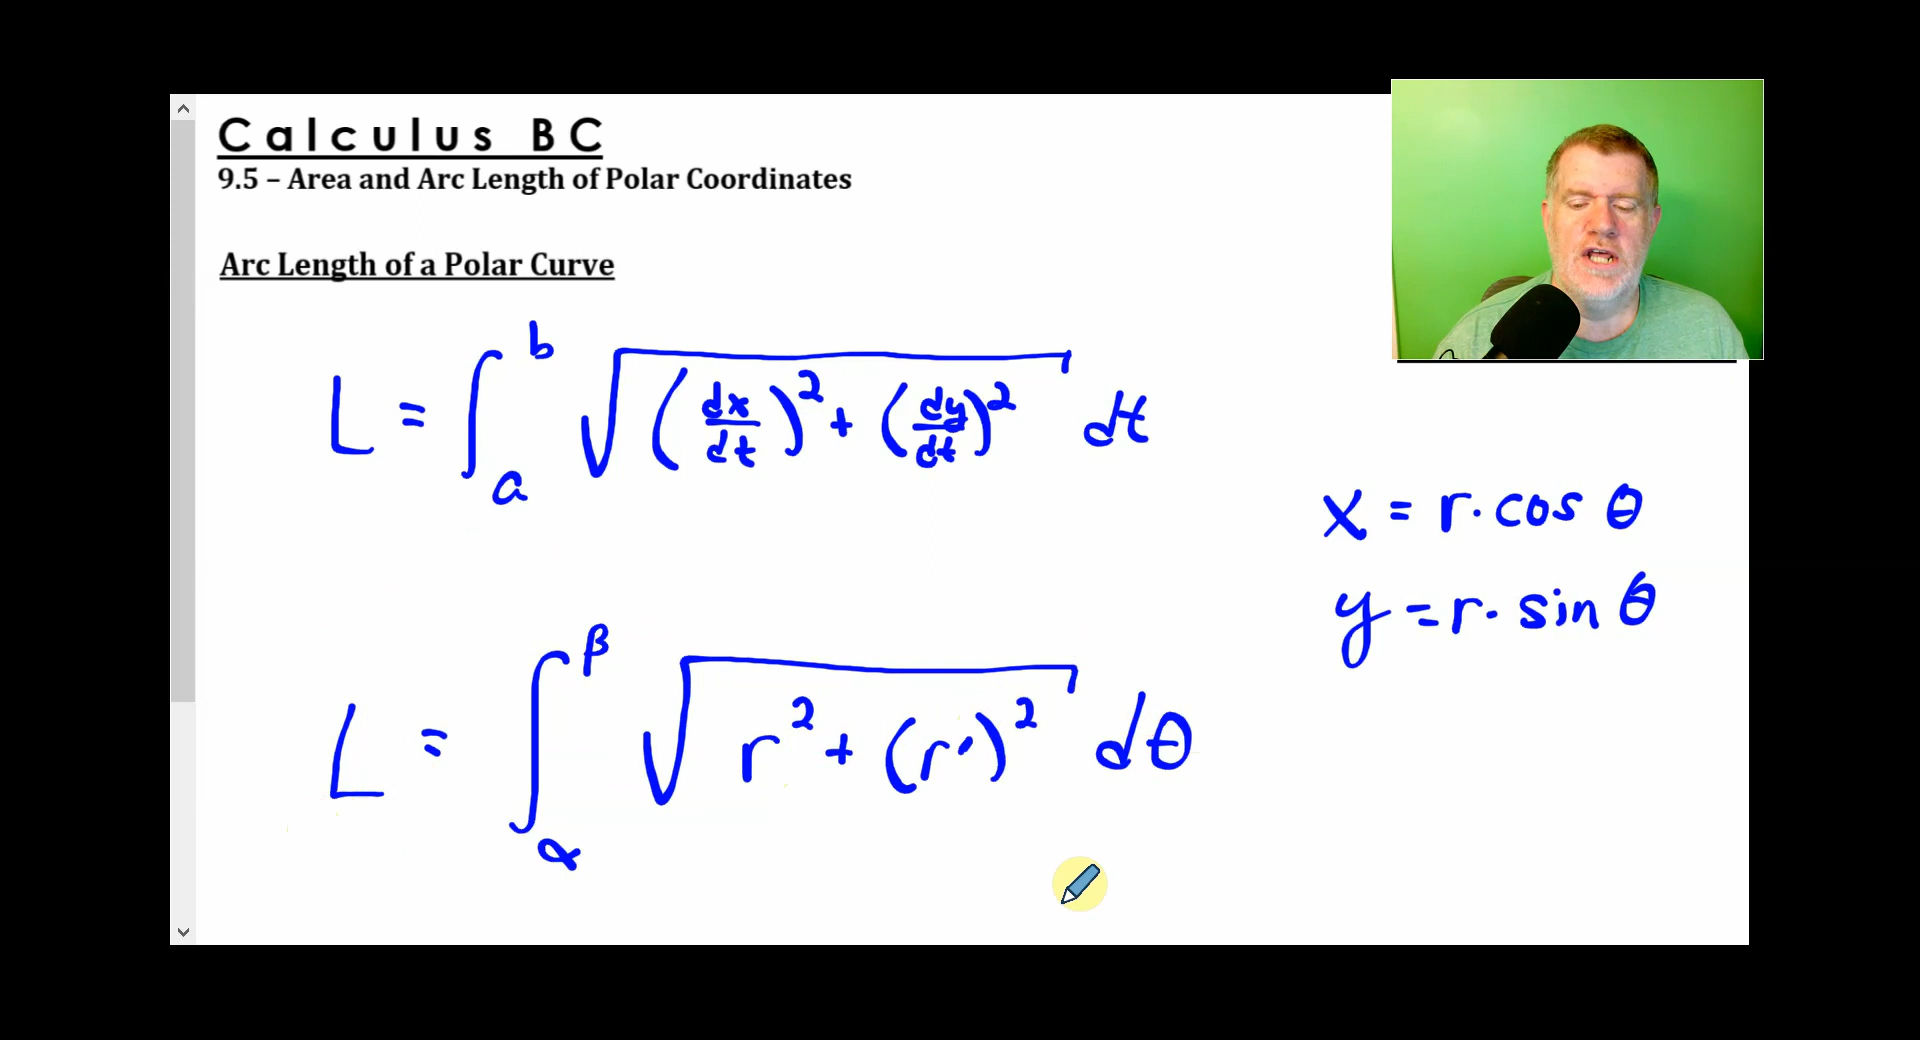 Calculus BC
9.5 – Area and Arc Length of Polar Coordinates
Arc Length of a Polar Curve
L = ∫_a^b √((dx/dt)² + (dy/dt)²) dt
x = r · cos θ
y = r · sin θ
L = ∫_α^β √(r² + (r')²) dθ